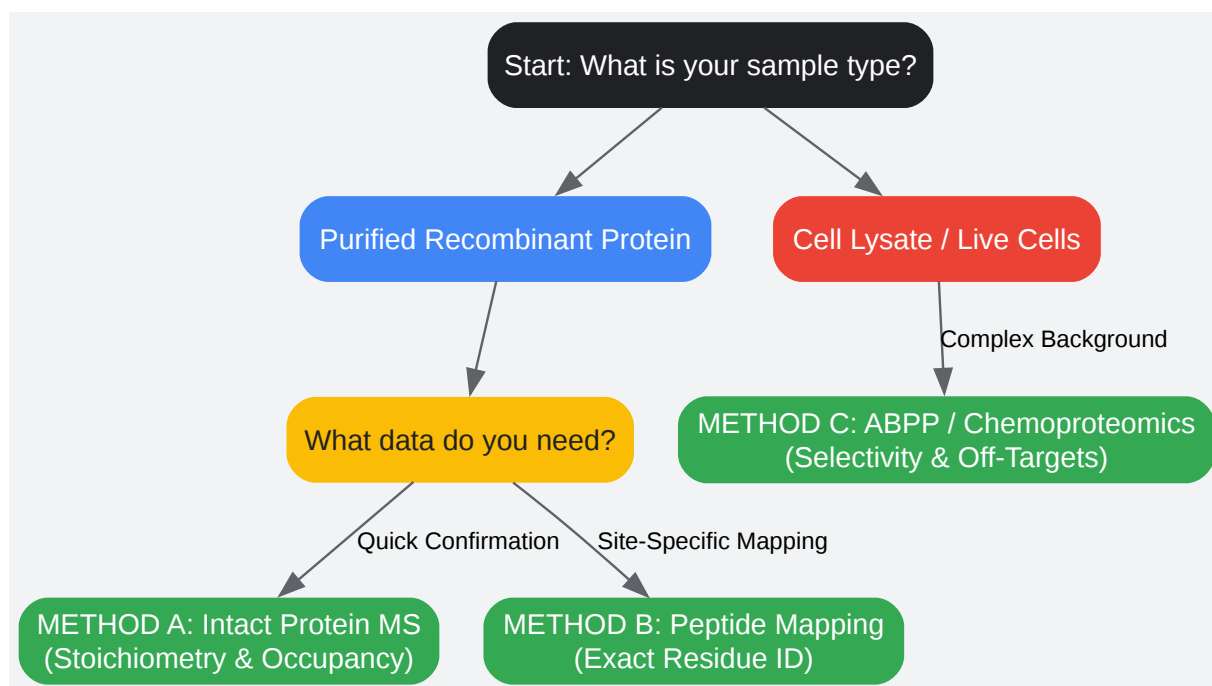 Start: What is your sample type?
Purified Recombinant Protein
Cell Lysate / Live Cells
Complex Background
What data do you need?
METHOD C: ABPP / Chemoproteomics
(Selectivity & Off-Targets)
Quick Confirmation
Site-Specific Mapping
METHOD A: Intact Protein MS
(Stoichiometry & Occupancy)
METHOD B: Peptide Mapping
(Exact Residue ID)